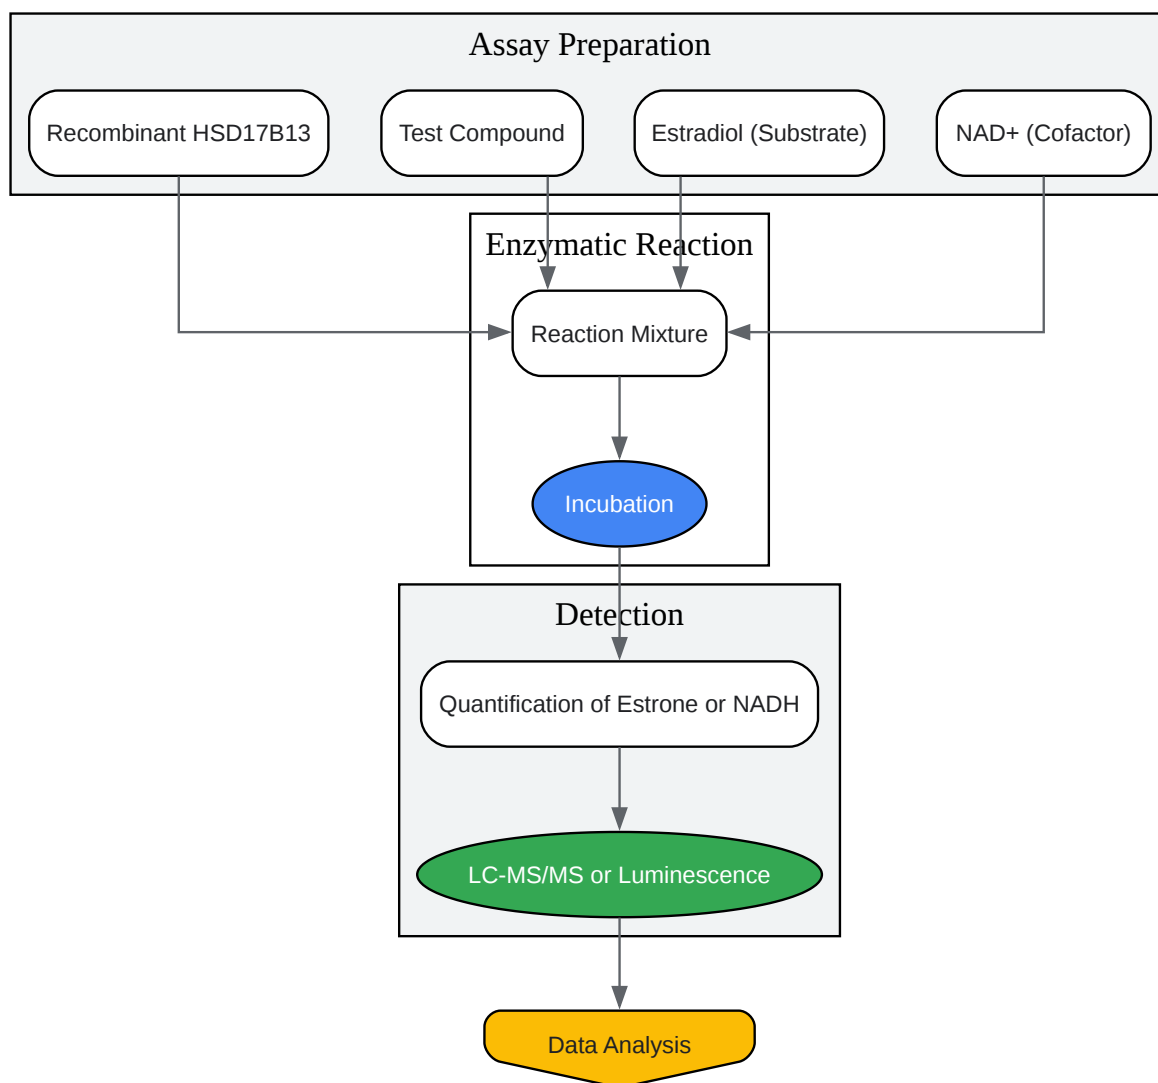 Assay Preparation
Recombinant HSD17B13
Test Compound
Estradiol (Substrate)
NAD+ (Cofactor)
Enzymatic Reaction
Reaction Mixture
Incubation
Detection
Quantification of Estrone or NADH
LC-MS/MS or Luminescence
Data Analysis